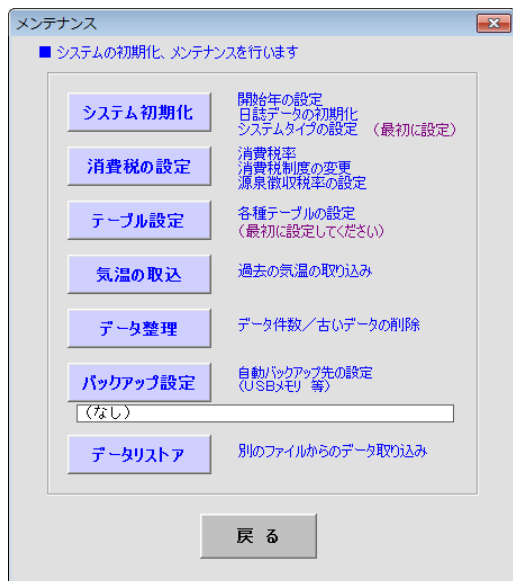 メンテナンス
■ システムの初期化、メンテナンスを行います
システム初期化
開始年の設定
日誌データの初期化
システムタイプの設定 (最初に設定)
消費税の設定
消費税率
消費税制度の変更
源泉徴収税率の設定
テーブル設定
各種テーブルの設定
(最初に設定してください)
気温の取込
過去の気温の取り込み
データ整理
データ件数/古いデータの削除
バックアップ設定
自動バックアップ先の設定
(USBメモリ 等)
(なし)
データリストア
別のファイルからのデータ取り込み
戻る